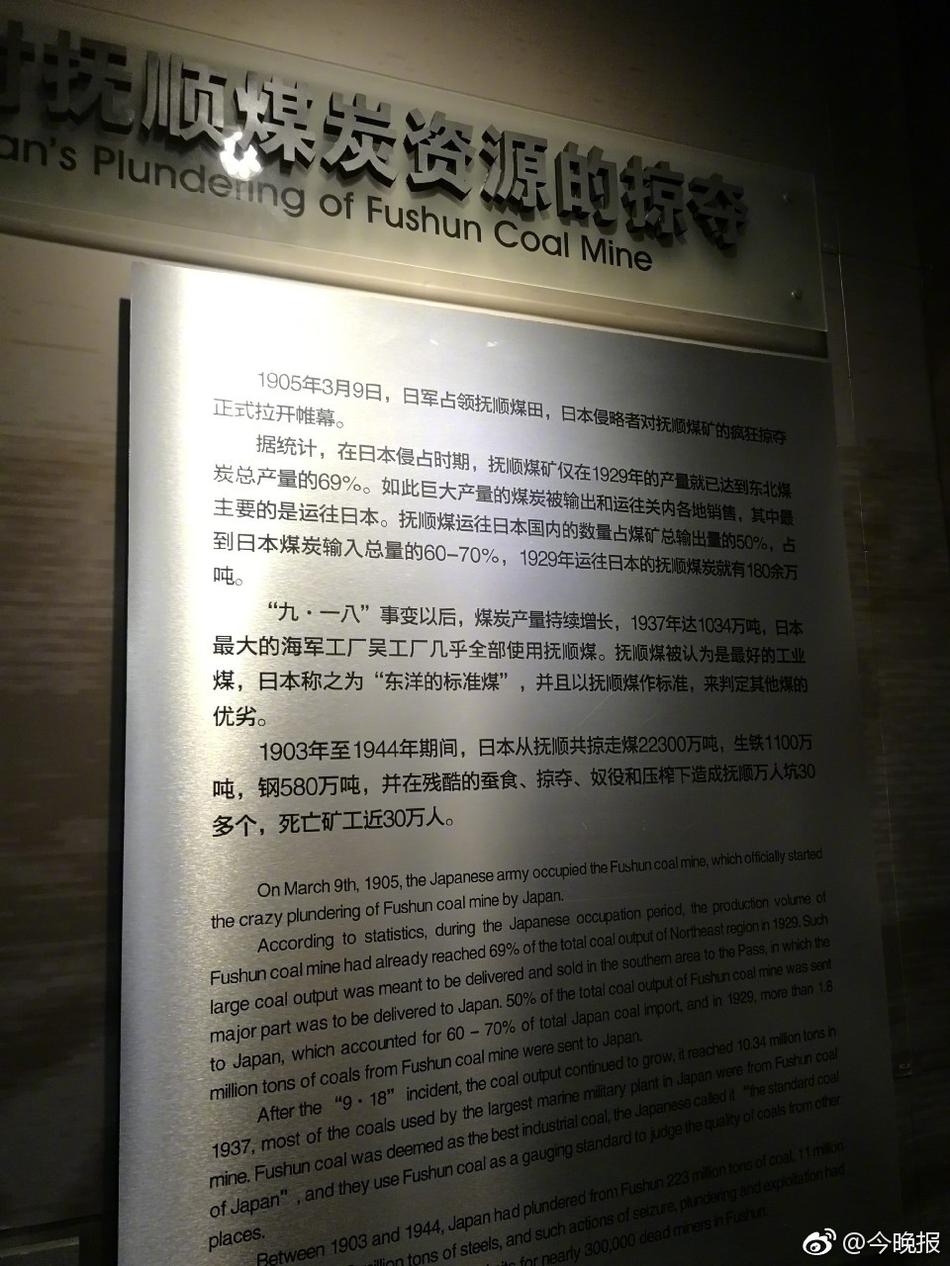 抚顺煤炭资源的掠夺
an's Plundering of Fushun Coal Mine
1905年3月9日，日军占领抚顺煤田，日本侵略者对抚顺煤矿的疯狂掠夺
正式拉开帷幕。
据统计，在日本侵占时期，抚顺煤矿仅在1929年的产量就已达到东北煤
炭总产量的69%。如此巨大产量的煤炭被输出和运往关内各地销售，其中最
主要的是运往日本。抚顺煤运往日本国内的数量占煤矿总输出量的50%，占
到日本煤炭输入总量的60-70%，1929年运往日本的抚顺煤炭就有180余万
吨。
“九·一八”事变以后，煤炭产量持续增长，1937年达1034万吨，日本
最大的海军工厂吴工厂几乎全部使用抚顺煤。抚顺煤被认为是最好的工业
煤，日本称之为“东洋的标准煤”，并且以抚顺煤作标准，来判定其他煤的
优劣。
1903年至1944年期间，日本从抚顺共掠走煤22300万吨，生铁1100万
吨，钢580万吨，并在残酷的蚕食、掠夺、奴役和压榨下造成抚顺万人坑30
多个，死亡矿工近30万人。
On March 9th, 1905, the Japanese army occupied the Fushun coal mine, which officially started
the crazy plundering of Fushun coal mine by Japan.
According to statistics, during the Japanese occupation period, the production volume of
Fushun coal mine had already reached 69% of the total coal output of Northeast region in 1929. Such
large coal output was meant to be delivered and sold in the southern area to the Pass, in which the
major part was to be delivered to Japan. 50% of the total coal output of Fushun coal mine was sent
to Japan, which accounted for 60 – 70% of total Japan coal import, and in 1929, more than 1.8
million tons of coals from Fushun coal mine were sent to Japan.
After the “9·18” incident, the coal output continued to grow, it reached 10.34 million tons in
1937, most of the coals used by the largest marine military plant in Japan were from Fushun coal
mine. Fushun coal was deemed as the best industrial coal, the Japanese called it “the standard coal
of Japan”, and they use Fushun coal as a gauging standard to judge the quality of coals from other
places.
Between 1903 and 1944, Japan had plundered from Fushun 223 million tons of coal, 11 million
million tons of steels, and such actions of seizure, plundering and exploitation had
for nearly 300,000 dead miners in Fushun.
@今晚报